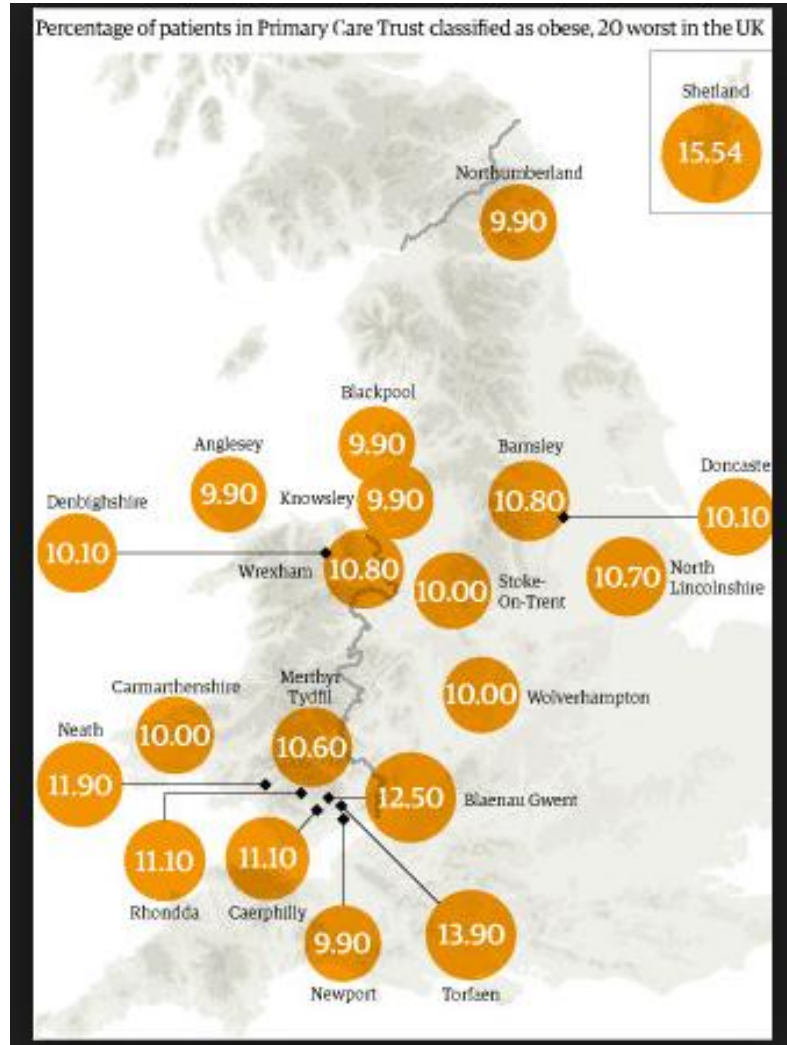 Percentage of patients in Primary Care Trust classified as obese, 20 worst in the UK
Shetland
15.54
Northumberland
9.90
Blackpool
9.90
Anglesey
9.90
Knowsley
9.90
Barnsley
10.80
Doncaste
10.10
Denbighshire
10.10
Wrexham
10.80
10.00
Stoke-
On-Trent
10.70
North
Lincolnshire
Carmarthenshire
10.00
Merthyr
Tydfil
10.60
10.00
Wolverhampton
Neath
11.90
12.50
Blaenau Gwent
11.10
Rhondda
11.10
Caerphilly
9.90
Newport
13.90
Torfaen